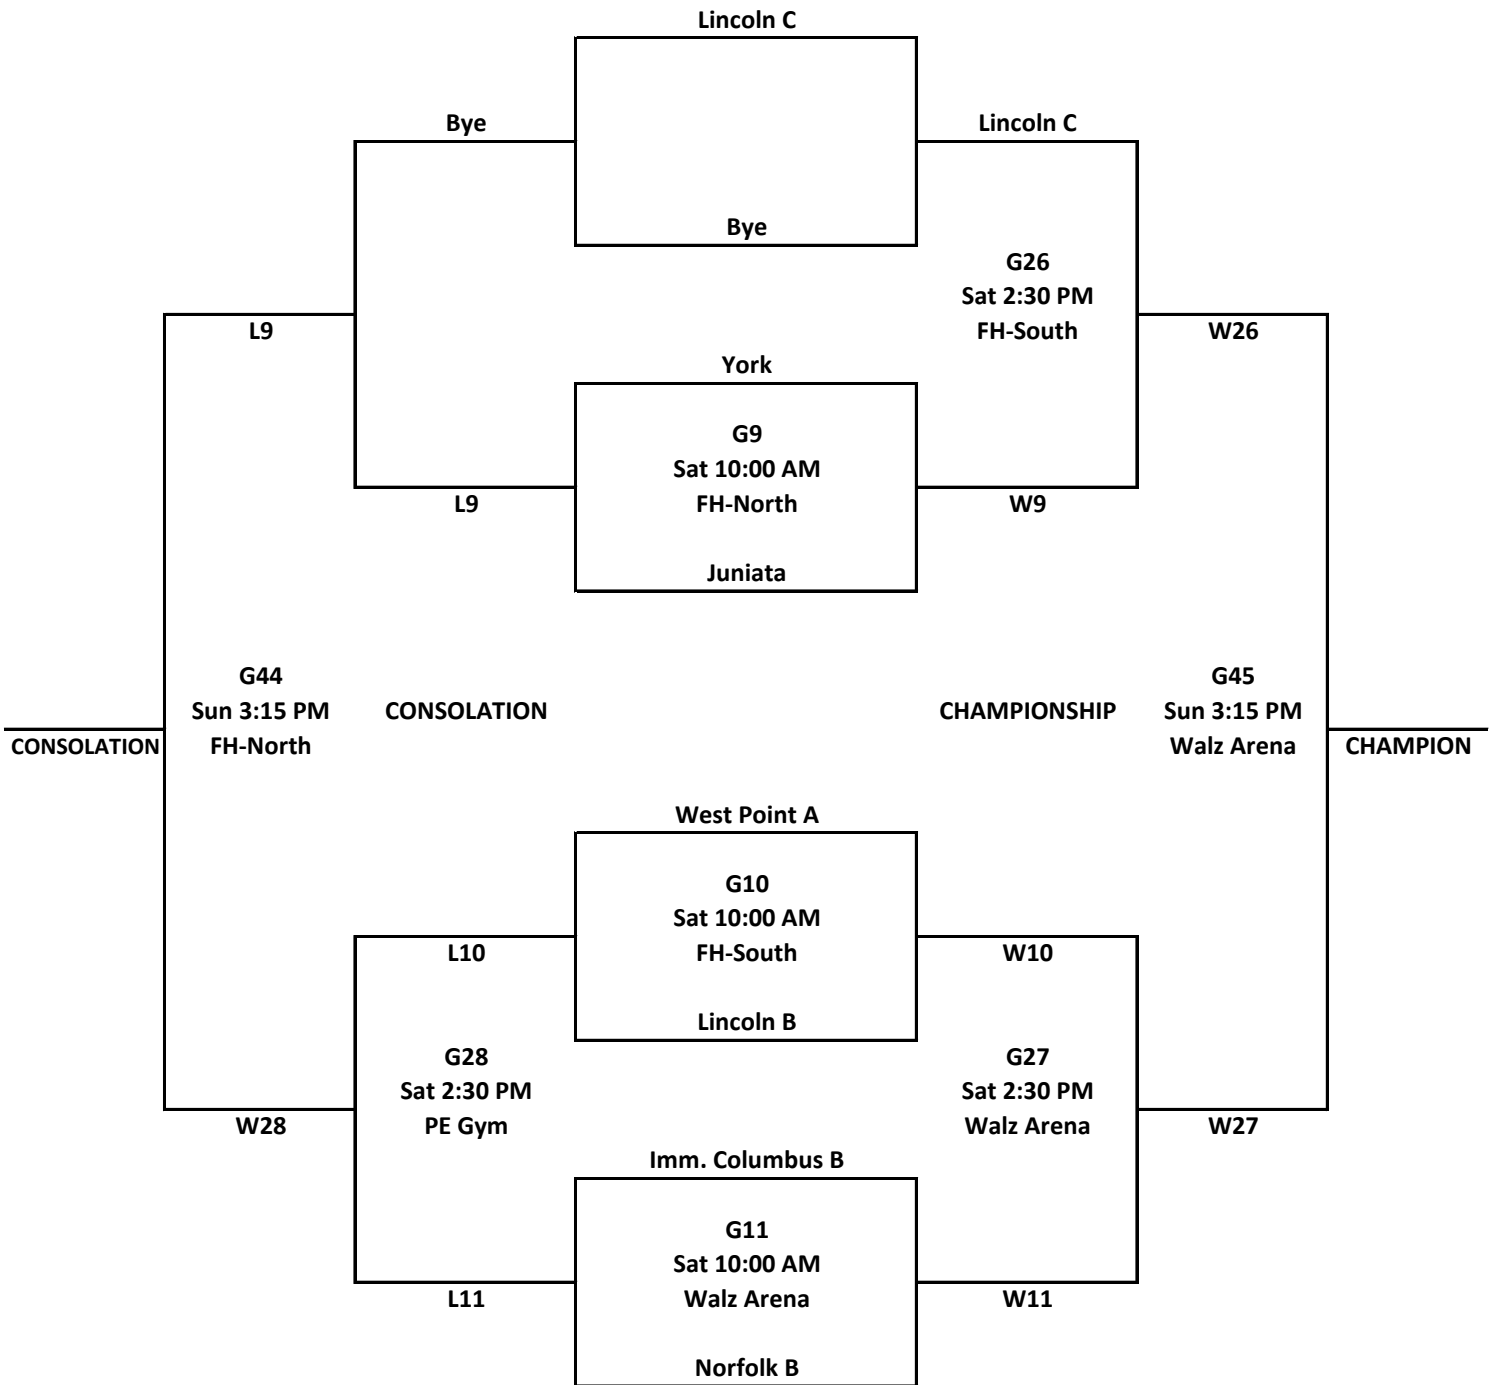 Lincoln C
Bye
Lincoln C
Bye
G26
Sat 2:30 PM
FH-South
L9
W26
York
G9
Sat 10:00 AM
FH-North
L9
W9
Juniata
G44
Sun 3:15 PM
FH-North
CONSOLATION
CONSOLATION
CHAMPIONSHIP
G45
Sun 3:15 PM
Walz Arena
CHAMPION
West Point A
G10
Sat 10:00 AM
FH-South
L10
W10
Lincoln B
G28
Sat 2:30 PM
PE Gym
G27
Sat 2:30 PM
Walz Arena
W28
W27
Imm. Columbus B
G11
Sat 10:00 AM
Walz Arena
L11
W11
Norfolk B